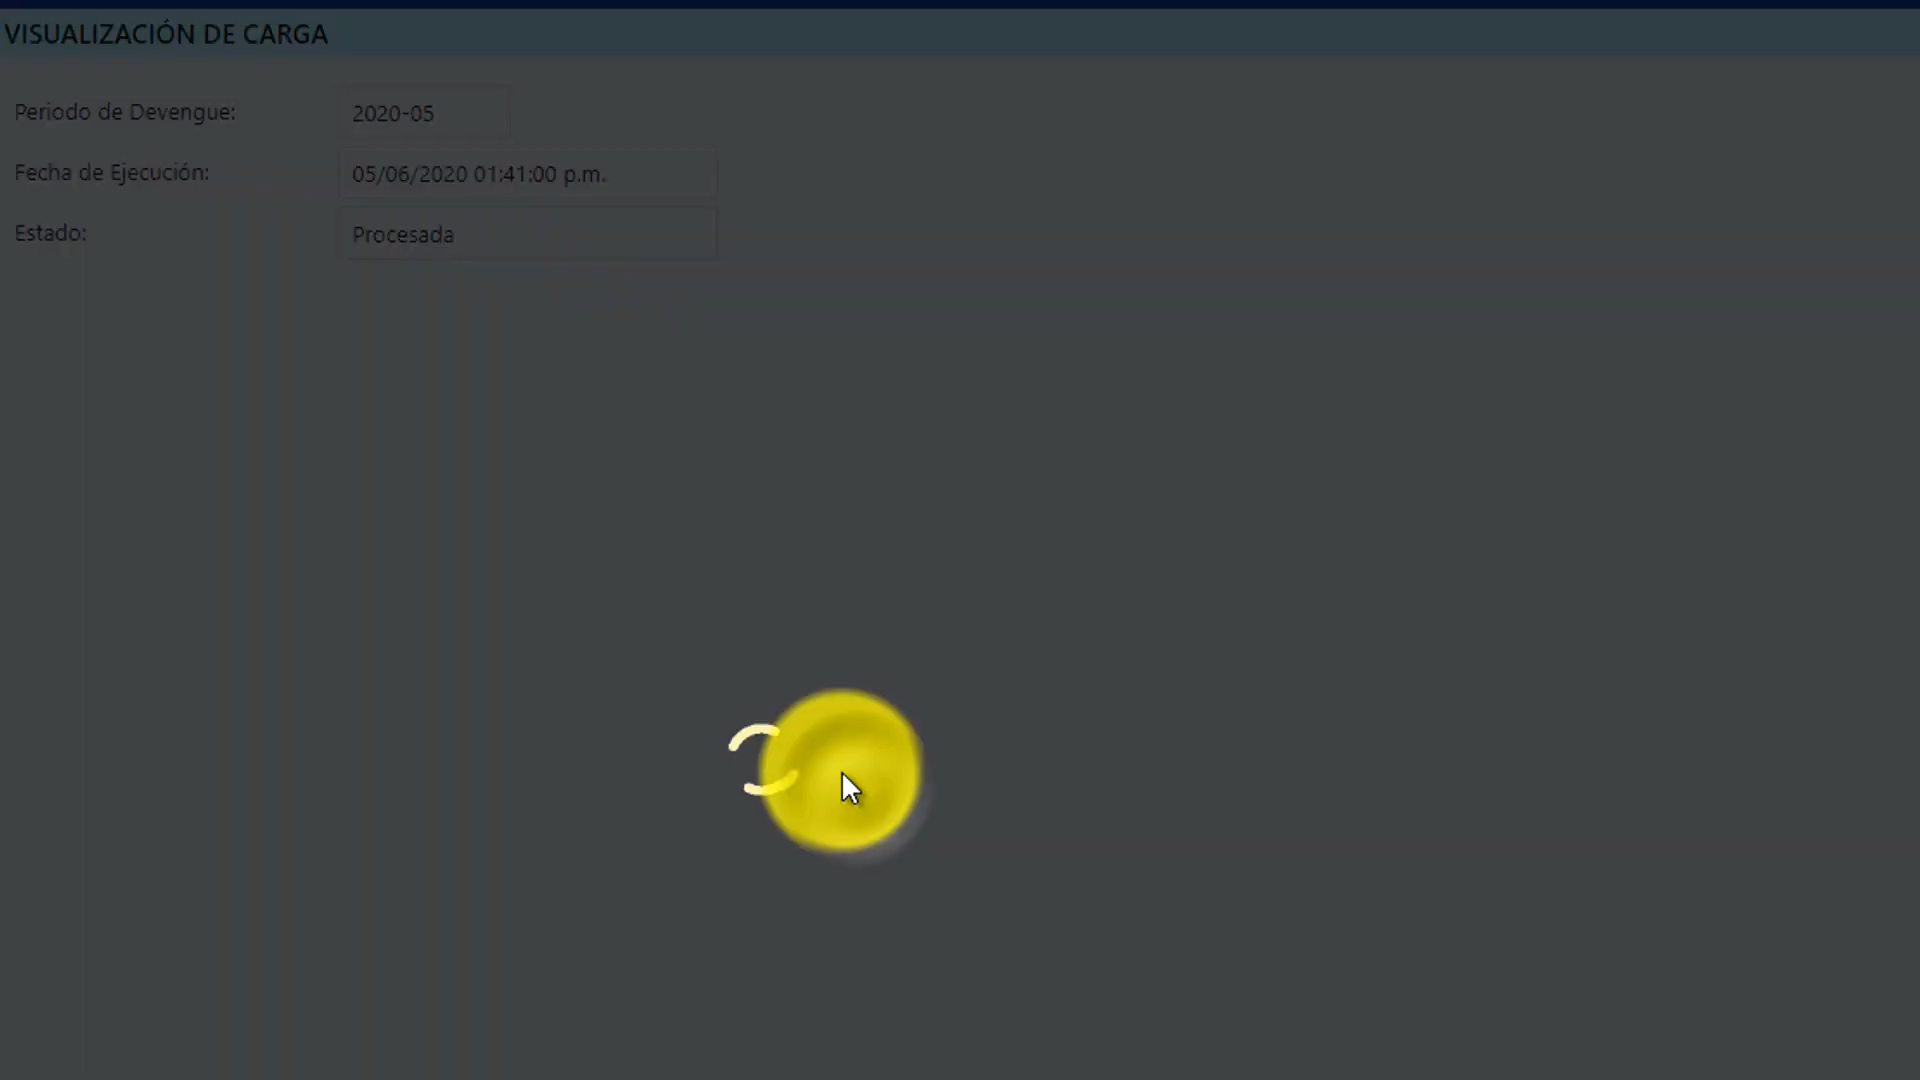 VISUALIZACIÓN DE CARGA
Periodo de Devengue: 2020-05
Fecha de Ejecución: 05/06/2020 01:41:00 p.m.
Estado: Procesada